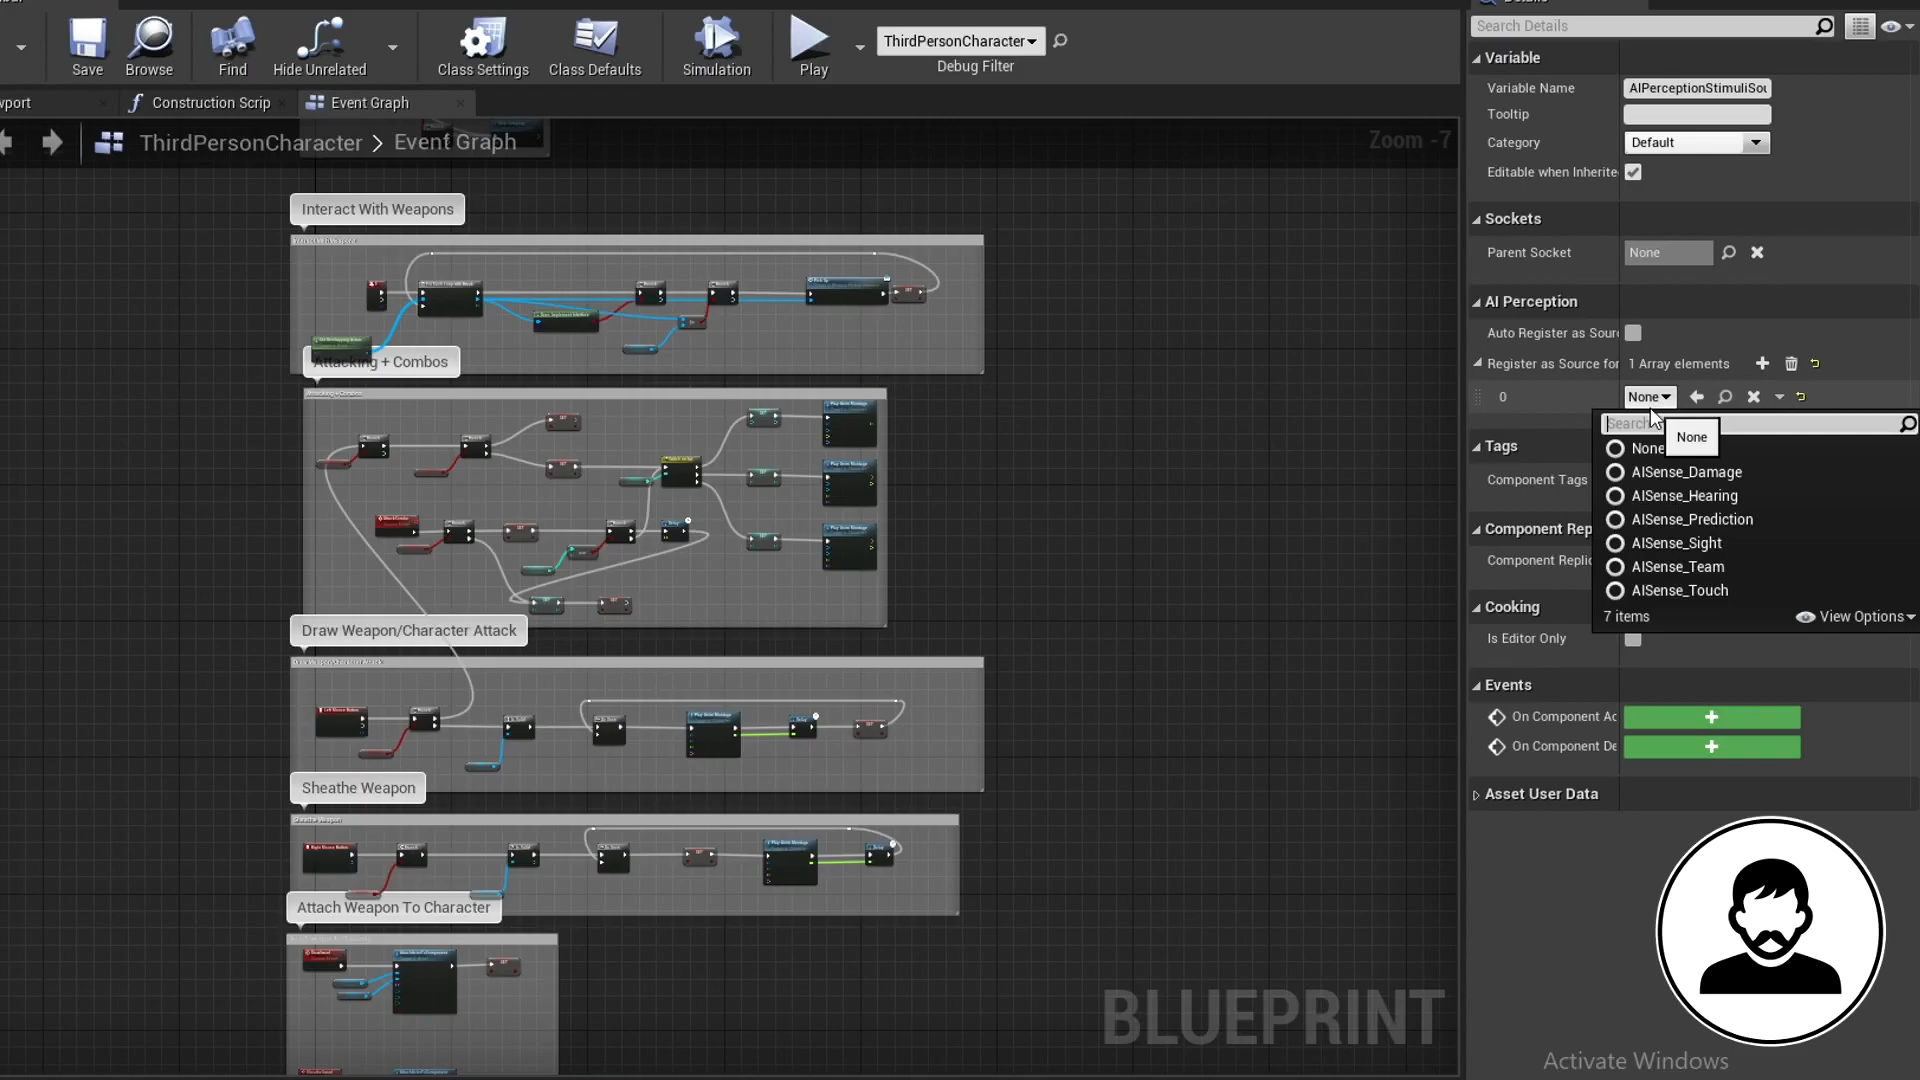 Save
Browse
Find
Hide Unrelated
Class Settings
Class Defaults
Simulation
Play
ThirdPersonCharacter
Debug Filter
Construction Scrip
Event Graph
ThirdPersonCharacter > Event Graph
Zoom -7
Interact With Weapons
Attacking + Combos
Draw Weapon/Character Attack
Sheathe Weapon
Attach Weapon To Character
BLUEPRINT
Search Details
Variable
Variable Name
AIPerceptionStimuliSou
Tooltip
Category
Default
Editable when Inherite
Sockets
Parent Socket
None
AI Perception
Auto Register as Sour
Register as Source for
1 Array elements
0
None
Search
None
None
AISense_Damage
AISense_Hearing
AISense_Prediction
AISense_Sight
AISense_Team
AISense_Touch
7 items
View Options
Tags
Component Tags
Component Rep
Component Replic
Cooking
Is Editor Only
Events
On Component Ac
On Component De
Asset User Data
Activate Windows